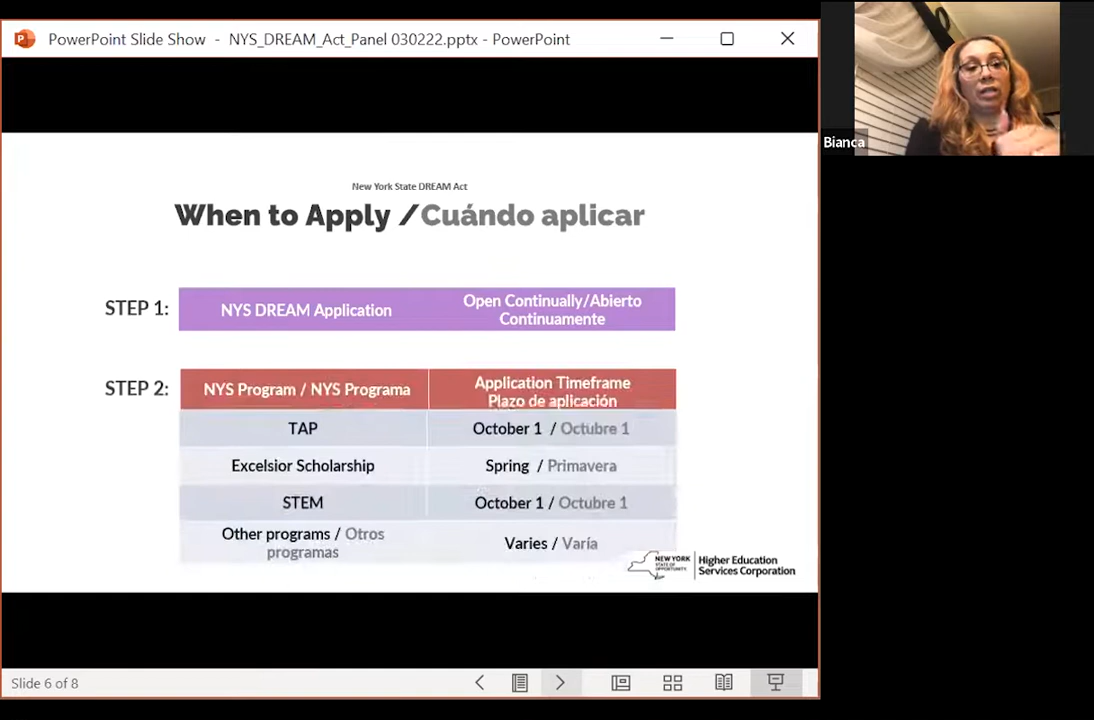 PowerPoint Slide Show - NYS_DREAM_Act_Panel 030222.pptx - PowerPoint
Bianca
New York State DREAM Act
When to Apply / Cuándo aplicar
STEP 1:
NYS DREAM Application
Open Continually/Abierto
Continuamente
STEP 2:
NYS Program / NYS Programa
Application Timeframe
Plazo de aplicación
TAP
October 1 / Octubre 1
Excelsior Scholarship
Spring / Primavera
STEM
October 1 / Octubre 1
Other programs / Otros
programas
Varies / Varía
NEW YORK
STATE OF
OPPORTUNITY
Higher Education
Services Corporation
Slide 6 of 8